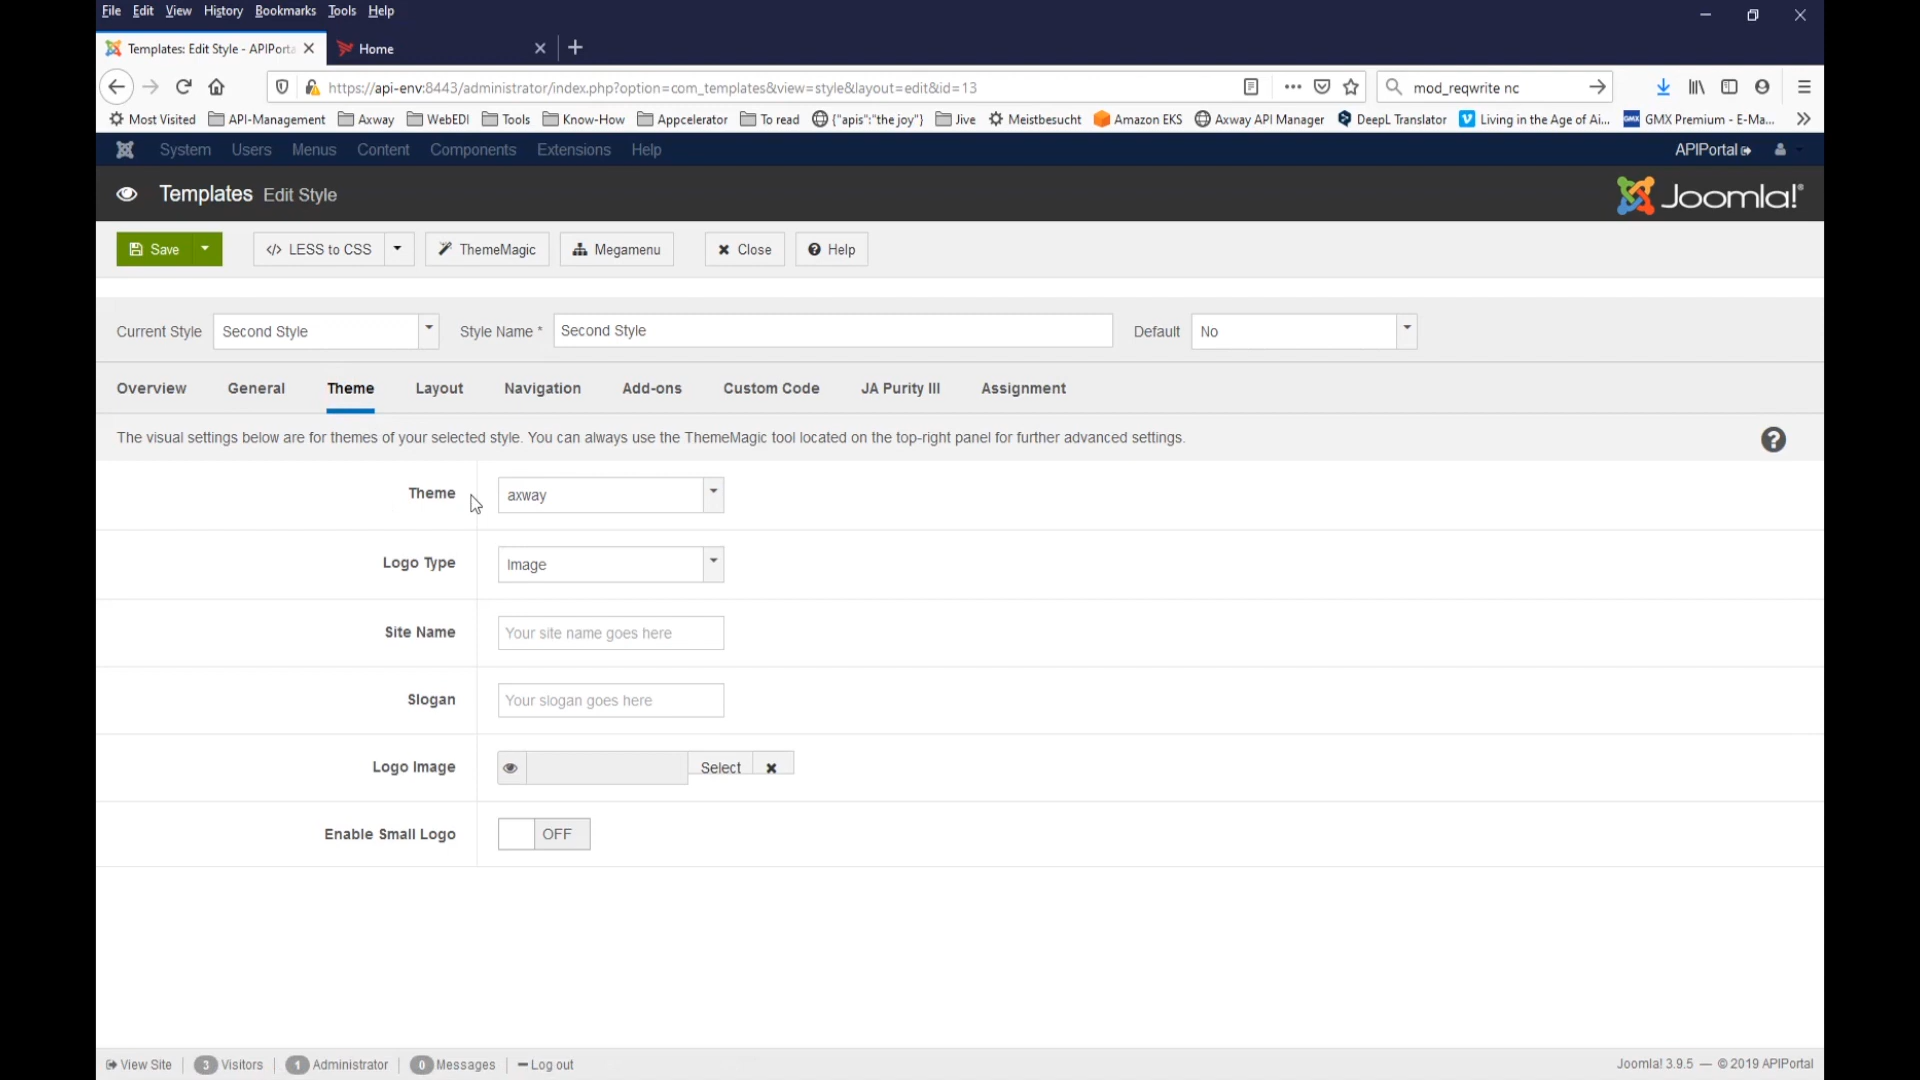 File Edit View History Bookmarks Tools Help
Templates: Edit Style - APIPorta
Home
https://api-env:8443/administrator/index.php?option=com_templates&view=style&layout=edit&id=13
mod_reqwrite nc
Most Visited API-Management Axway WebEDI Tools Know-How Appcelerator To read {"apis":"the joy"} Jive Meistbesucht Amazon EKS Axway API Manager DeepL Translator Living in the Age of Ai... GMX GMX Premium - E-Ma...
System Users Menus Content Components Extensions Help APIPortal
Templates Edit Style Joomla!®
Save LESS to CSS ThemeMagic Megamenu Close Help
Current Style Second Style Style Name * Second Style Default No
Overview General Theme Layout Navigation Add-ons Custom Code JA Purity III Assignment
The visual settings below are for themes of your selected style. You can always use the ThemeMagic tool located on the top-right panel for further advanced settings. ?
Theme axway
Logo Type Image
Site Name Your site name goes here
Slogan Your slogan goes here
Logo Image Select
Enable Small Logo OFF
View Site 3 Visitors 1 Administrator 0 Messages Log out Joomla! 3.9.5 — © 2019 APIPortal